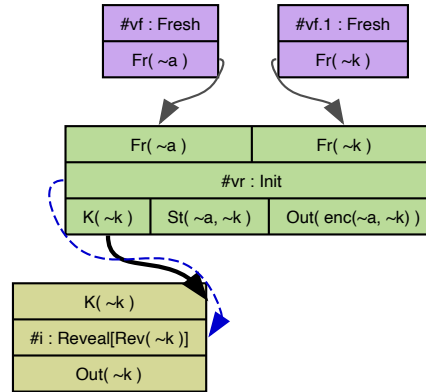 #vf : Fresh
#vf.1 : Fresh
Fr( ~a )
Fr( ~k )
Fr( ~a )
Fr( ~k )
#vr : Init
K( ~k )
St( ~a, ~k )
Out( enc(~a, ~k) )
K( ~k )
#i : Reveal[Rev( ~k )]
Out( ~k )